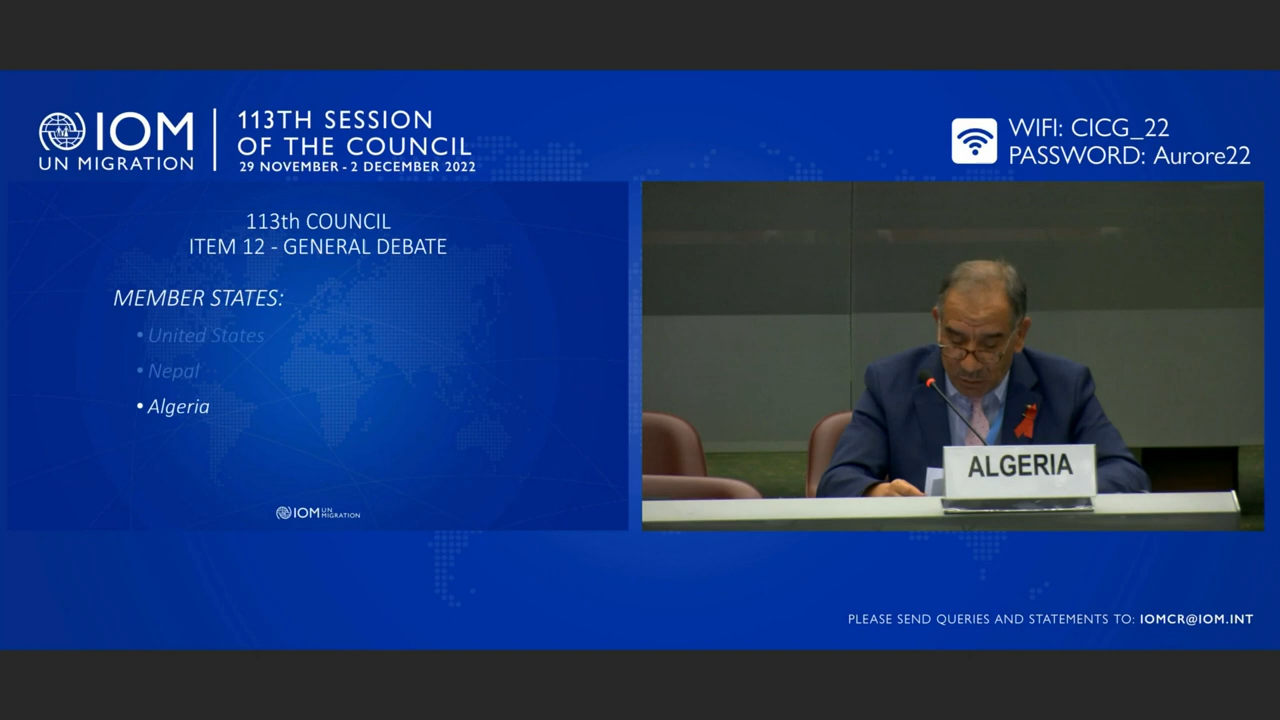 IOM
UN MIGRATION
113TH SESSION
OF THE COUNCIL
29 NOVEMBER - 2 DECEMBER 2022
WIFI: CICG_22
PASSWORD: Aurore22
113th COUNCIL
ITEM 12 - GENERAL DEBATE
MEMBER STATES:
• United States
• Nepal
• Algeria
IOM UN MIGRATION
ALGERIA
PLEASE SEND QUERIES AND STATEMENTS TO: IOMCR@IOM.INT